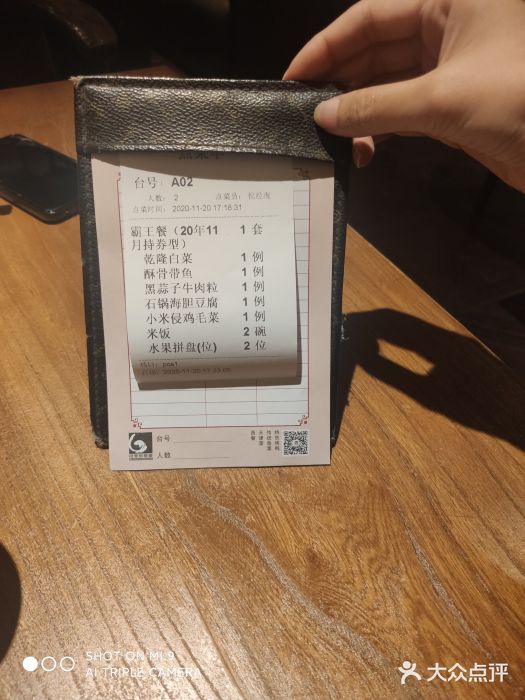 台号: A02
人数: 2 点菜员:
点菜时间: 2020-11-20 17:16:31
霸王餐(20年11 1 套
月持券型)
乾隆白菜 1 例
酥骨带鱼 1 例
黑蒜子牛肉粒 1 例
石锅海胆豆腐 1 例
小米侵鸡毛菜 1 例
米饭 2 碗
水果拼盘(位) 2 位
台号
人数
SHOT ON MI 9
AI TRIPLE CAMERA
大众点评